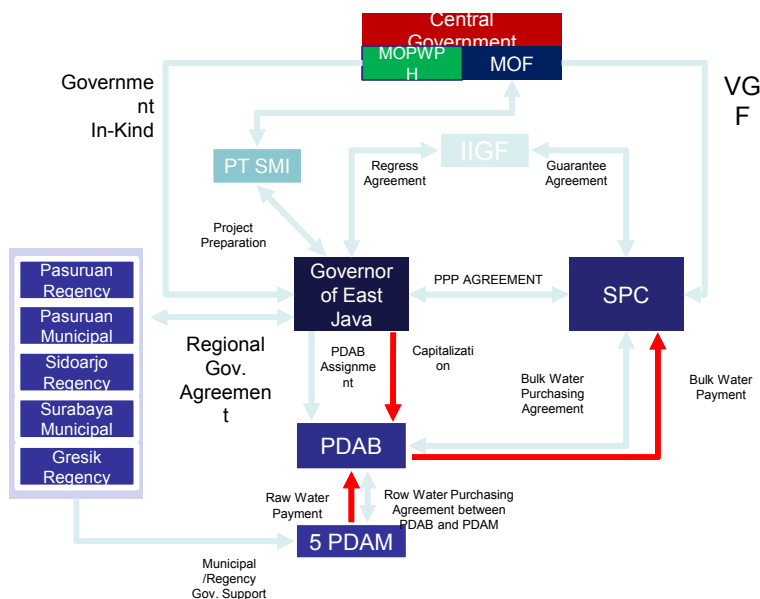 Central
Government
MOPWP
H
MOF
Governme
nt
In-Kind
VG
F
PT SMI
IIGF
Regress
Agreement
Guarantee
Agreement
Project
Preparation
Pasuruan
Regency
Pasuruan
Municipal
Sidoarjo
Regency
Surabaya
Municipal
Gresik
Regency
Governor
of East
Java
PPP AGREEMENT
SPC
Regional
Gov.
Agreemen
t
PDAB
Assignme
nt
Capitalizati
on
Bulk Water
Purchasing
Agreement
Bulk Water
Payment
PDAB
Raw Water
Payment
Row Water Purchasing
Agreement between
PDAB and PDAM
5 PDAM
Municipal
/Regency
Gov. Support